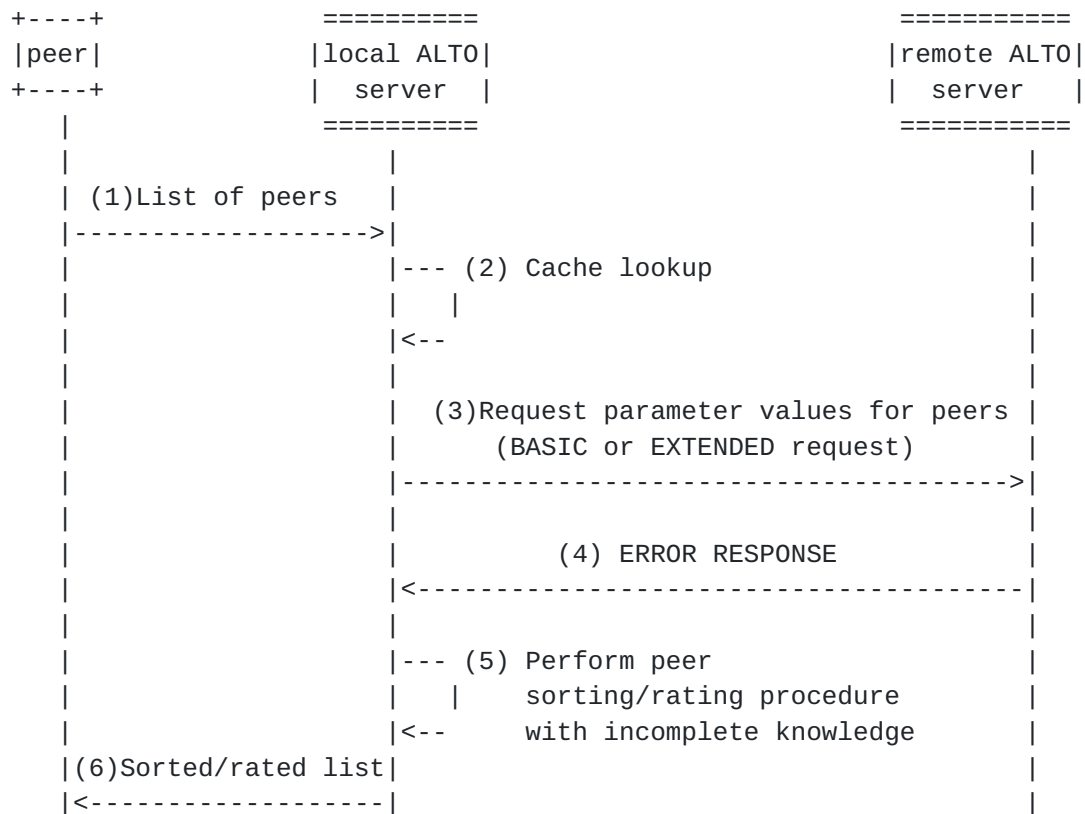 +----+              ==========                           ===========
|peer|             |local ALTO|                         |remote ALTO|
+----+             |  server  |                         |  server   |
   |                ==========                           ===========
   |                    |                                        |
   | (1)List of peers   |                                        |
   |------------------->|                                        |
   |                    |--- (2) Cache lookup                    |
   |                    |   |                                    |
   |                    |<--                                     |
   |                    |                                        |
   |                    |  (3)Request parameter values for peers |
   |                    |      (BASIC or EXTENDED request)       |
   |                    |--------------------------------------->|
   |                    |                                        |
   |                    |          (4) ERROR RESPONSE            |
   |                    |<---------------------------------------|
   |                    |                                        |
   |                    |--- (5) Perform peer                    |
   |                    |   |    sorting/rating procedure        |
   |                    |<--     with incomplete knowledge       |
   |(6)Sorted/rated list|                                        |
   |<-------------------|                                        |